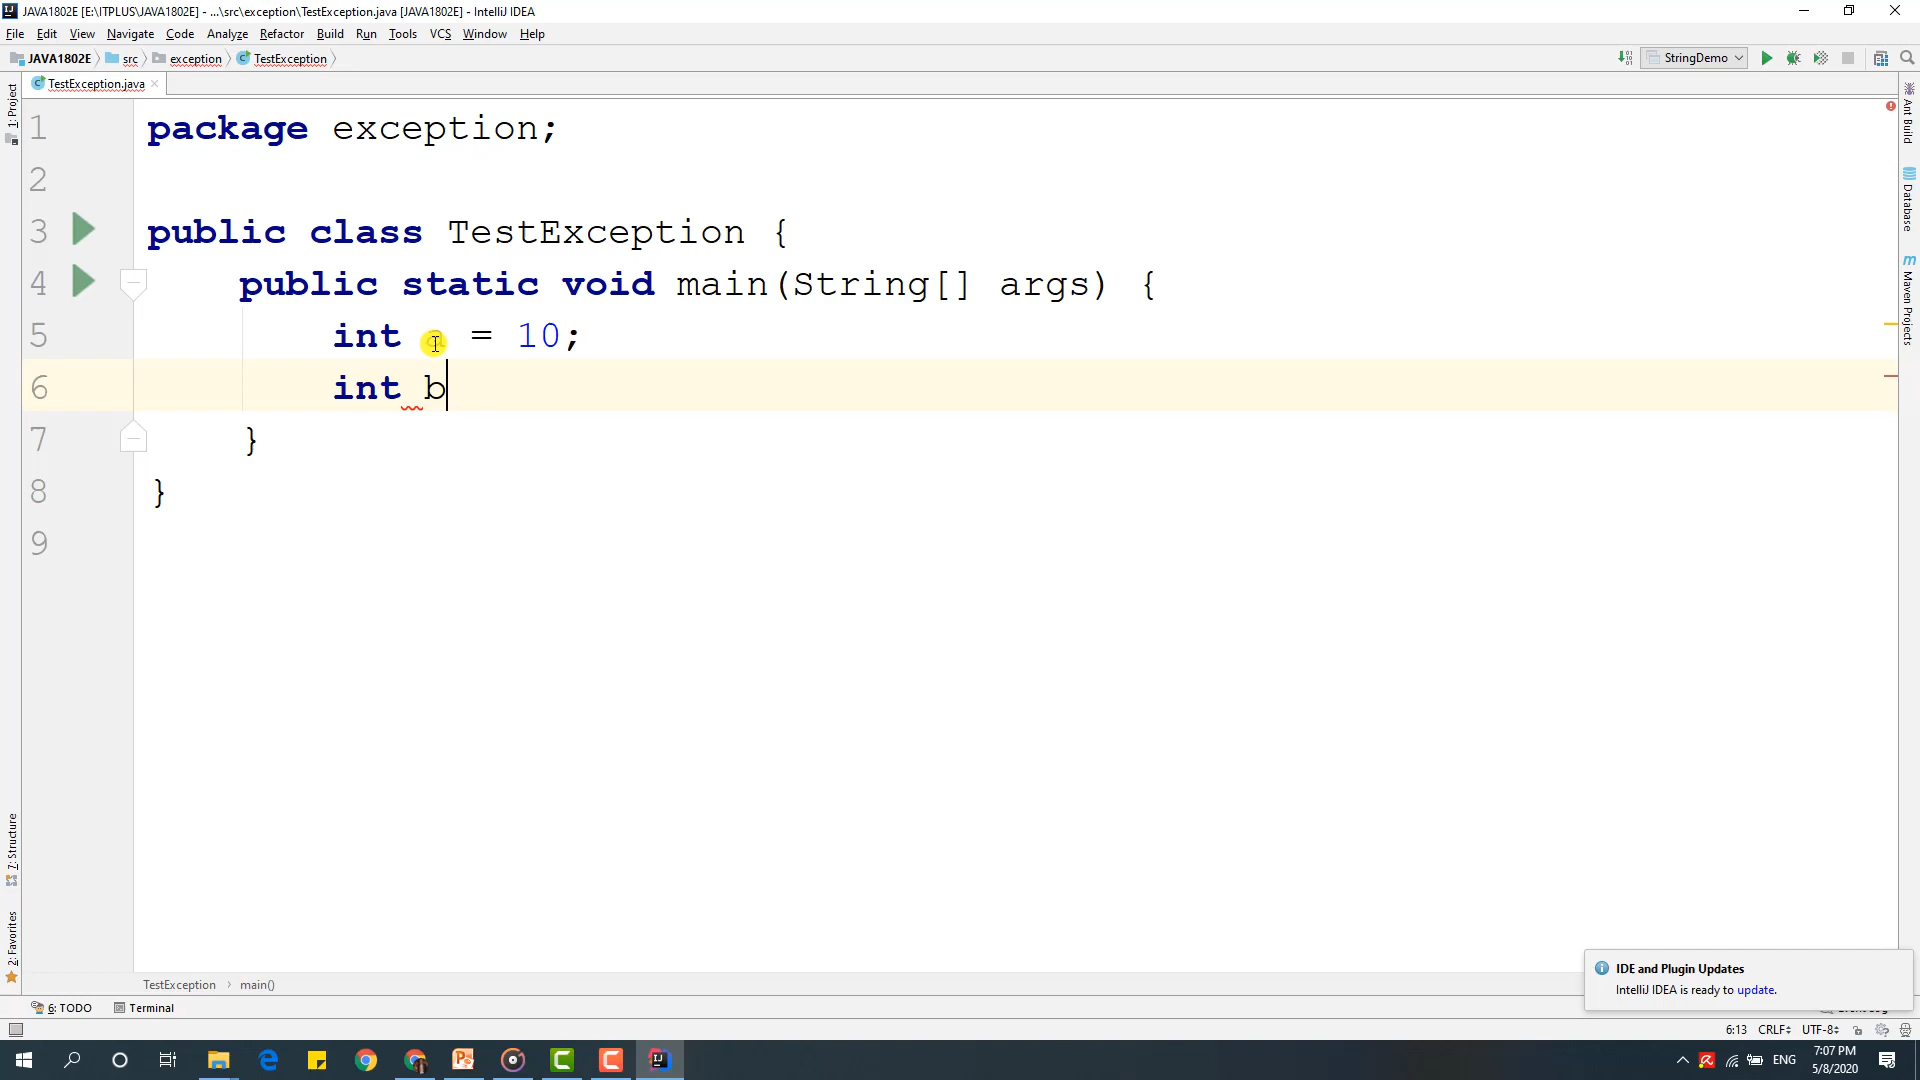 JAVA1802E [E:\ITPLUS\JAVA1802E] - ...\src\exception\TestException.java [JAVA1802E] - IntelliJ IDEA
File Edit View Navigate Code Analyze Refactor Build Run Tools VCS Window Help
JAVA1802E src exception TestException StringDemo
TestException.java
1 package exception;
2
3 public class TestException {
4 public static void main(String[] args) {
5 int a = 10;
6 int b
7 }
8 }
9
1: Project
7: Structure
2: Favorites
Ant Build
Database
Maven Projects
IDE and Plugin Updates
IntelliJ IDEA is ready to update.
TestException › main()
6: TODO Terminal
6:13 CRLF UTF-8
ENG 7:07 PM
5/8/2020